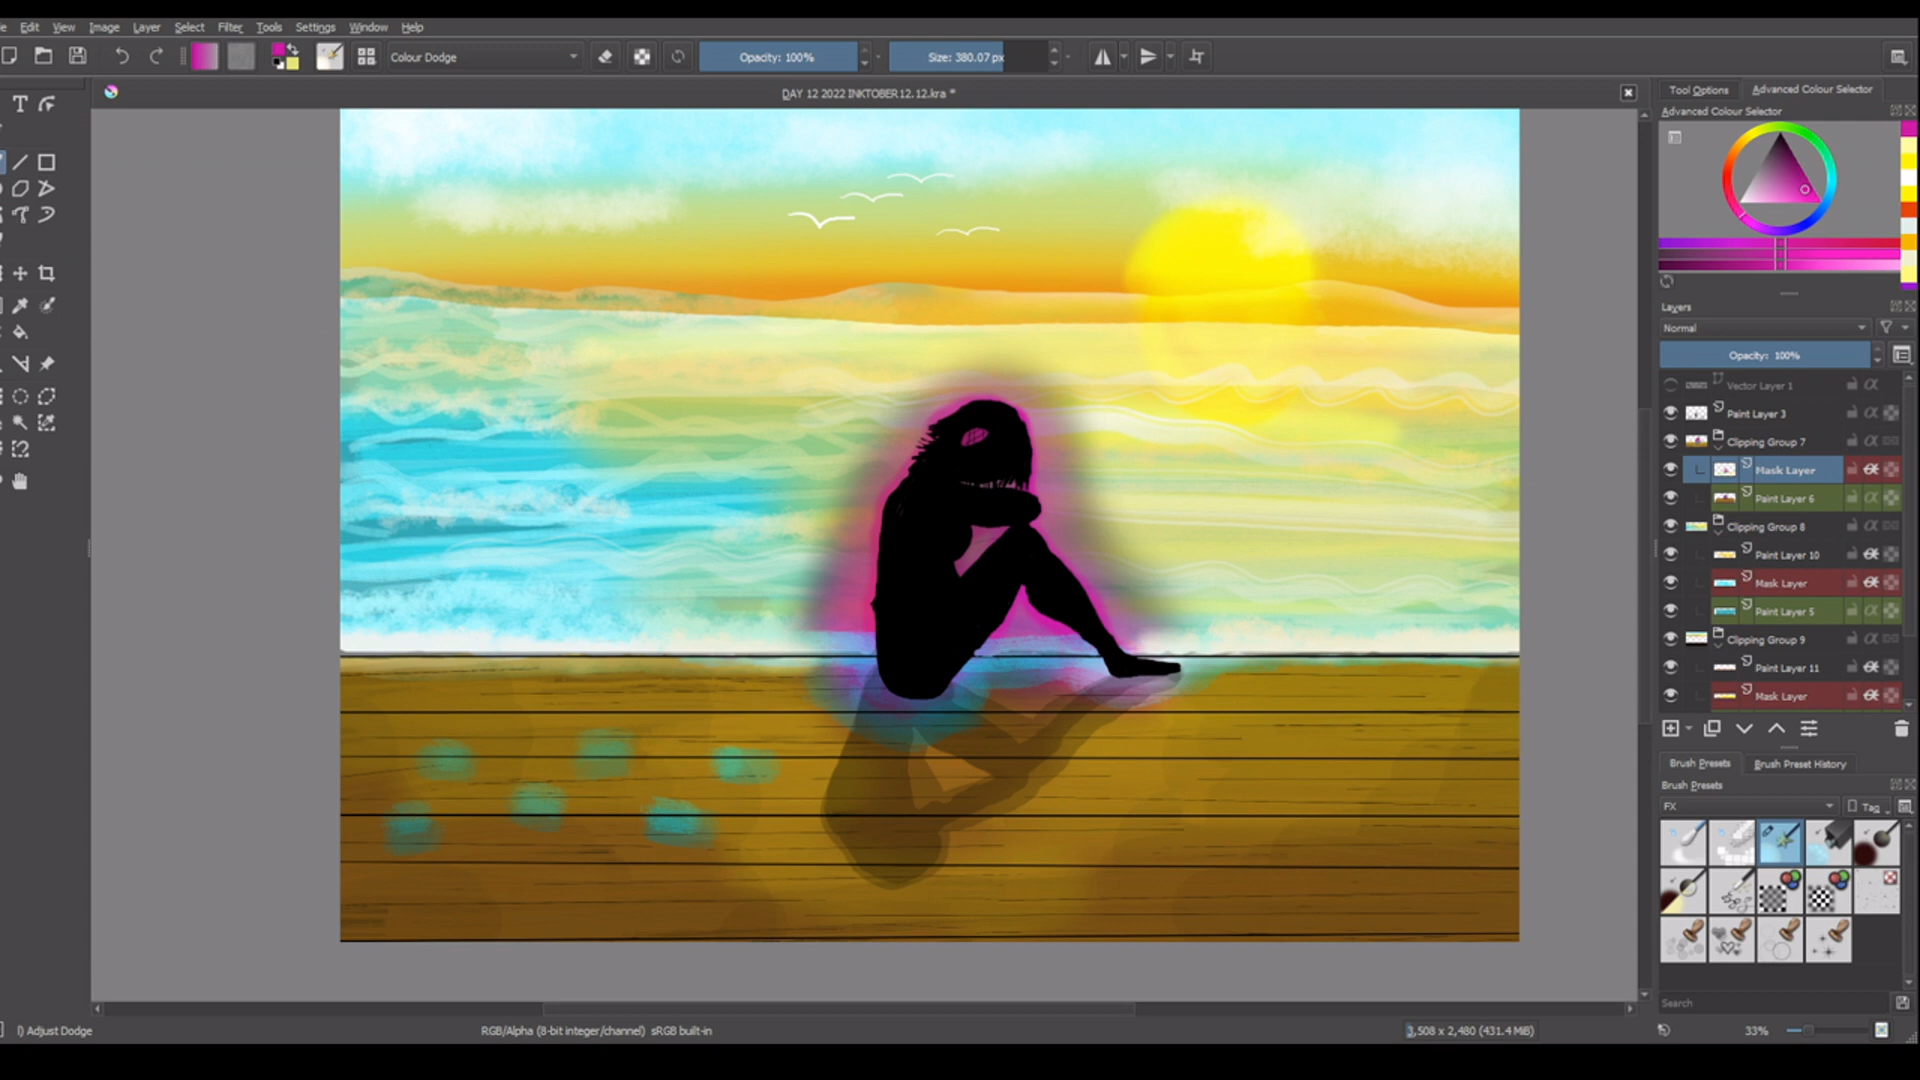 Edit View Image Layer Select Filter Tools Settings Window Help
Colour Dodge Opacity: 100% Size: 380.07 px
DAY 12 2022 INKTOBER 12.12.kra *
Tool Options Advanced Colour Selector
Advanced Colour Selector
Layers
Normal
Opacity: 100%
Vector Layer 1
Paint Layer 3
Clipping Group 7
Mask Layer
Paint Layer 6
Clipping Group 8
Paint Layer 10
Mask Layer
Paint Layer 5
Clipping Group 9
Paint Layer 11
Mask Layer
Brush Presets Brush Preset History
Brush Presets
FX Tag
Search
I) Adjust Dodge RGB/Alpha (8-bit integer/channel) sRGB built-in 3,508 x 2,480 (431.4 MiB) 33%